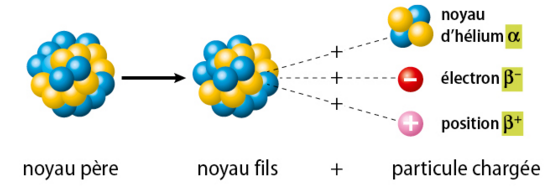 noyau
d'hélium α
+
− électron β⁻
+
+
+ position β⁺
noyau père
noyau fils
+
particule chargée